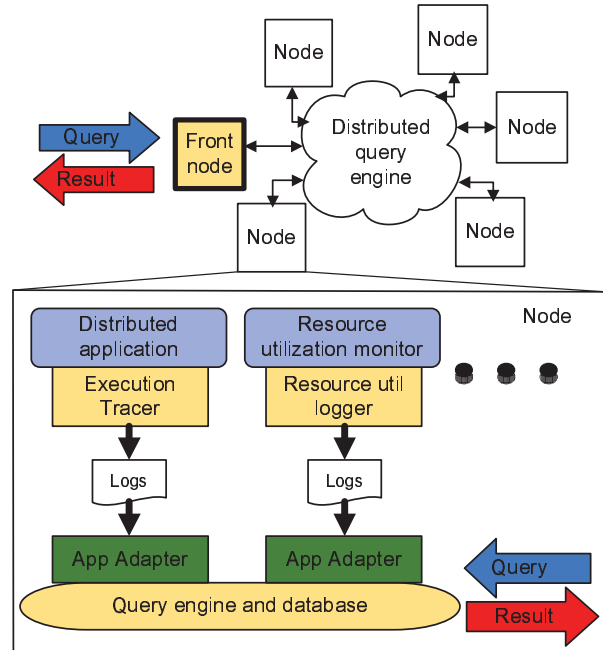 Node
Node
Query
Result
Front
node
Distributed
query
engine
Node
Node
Node
Node
Distributed
application
Resource
utilization monitor
Execution
Tracer
Resource util
logger
Logs
Logs
App Adapter
App Adapter
Query engine and database
Query
Result